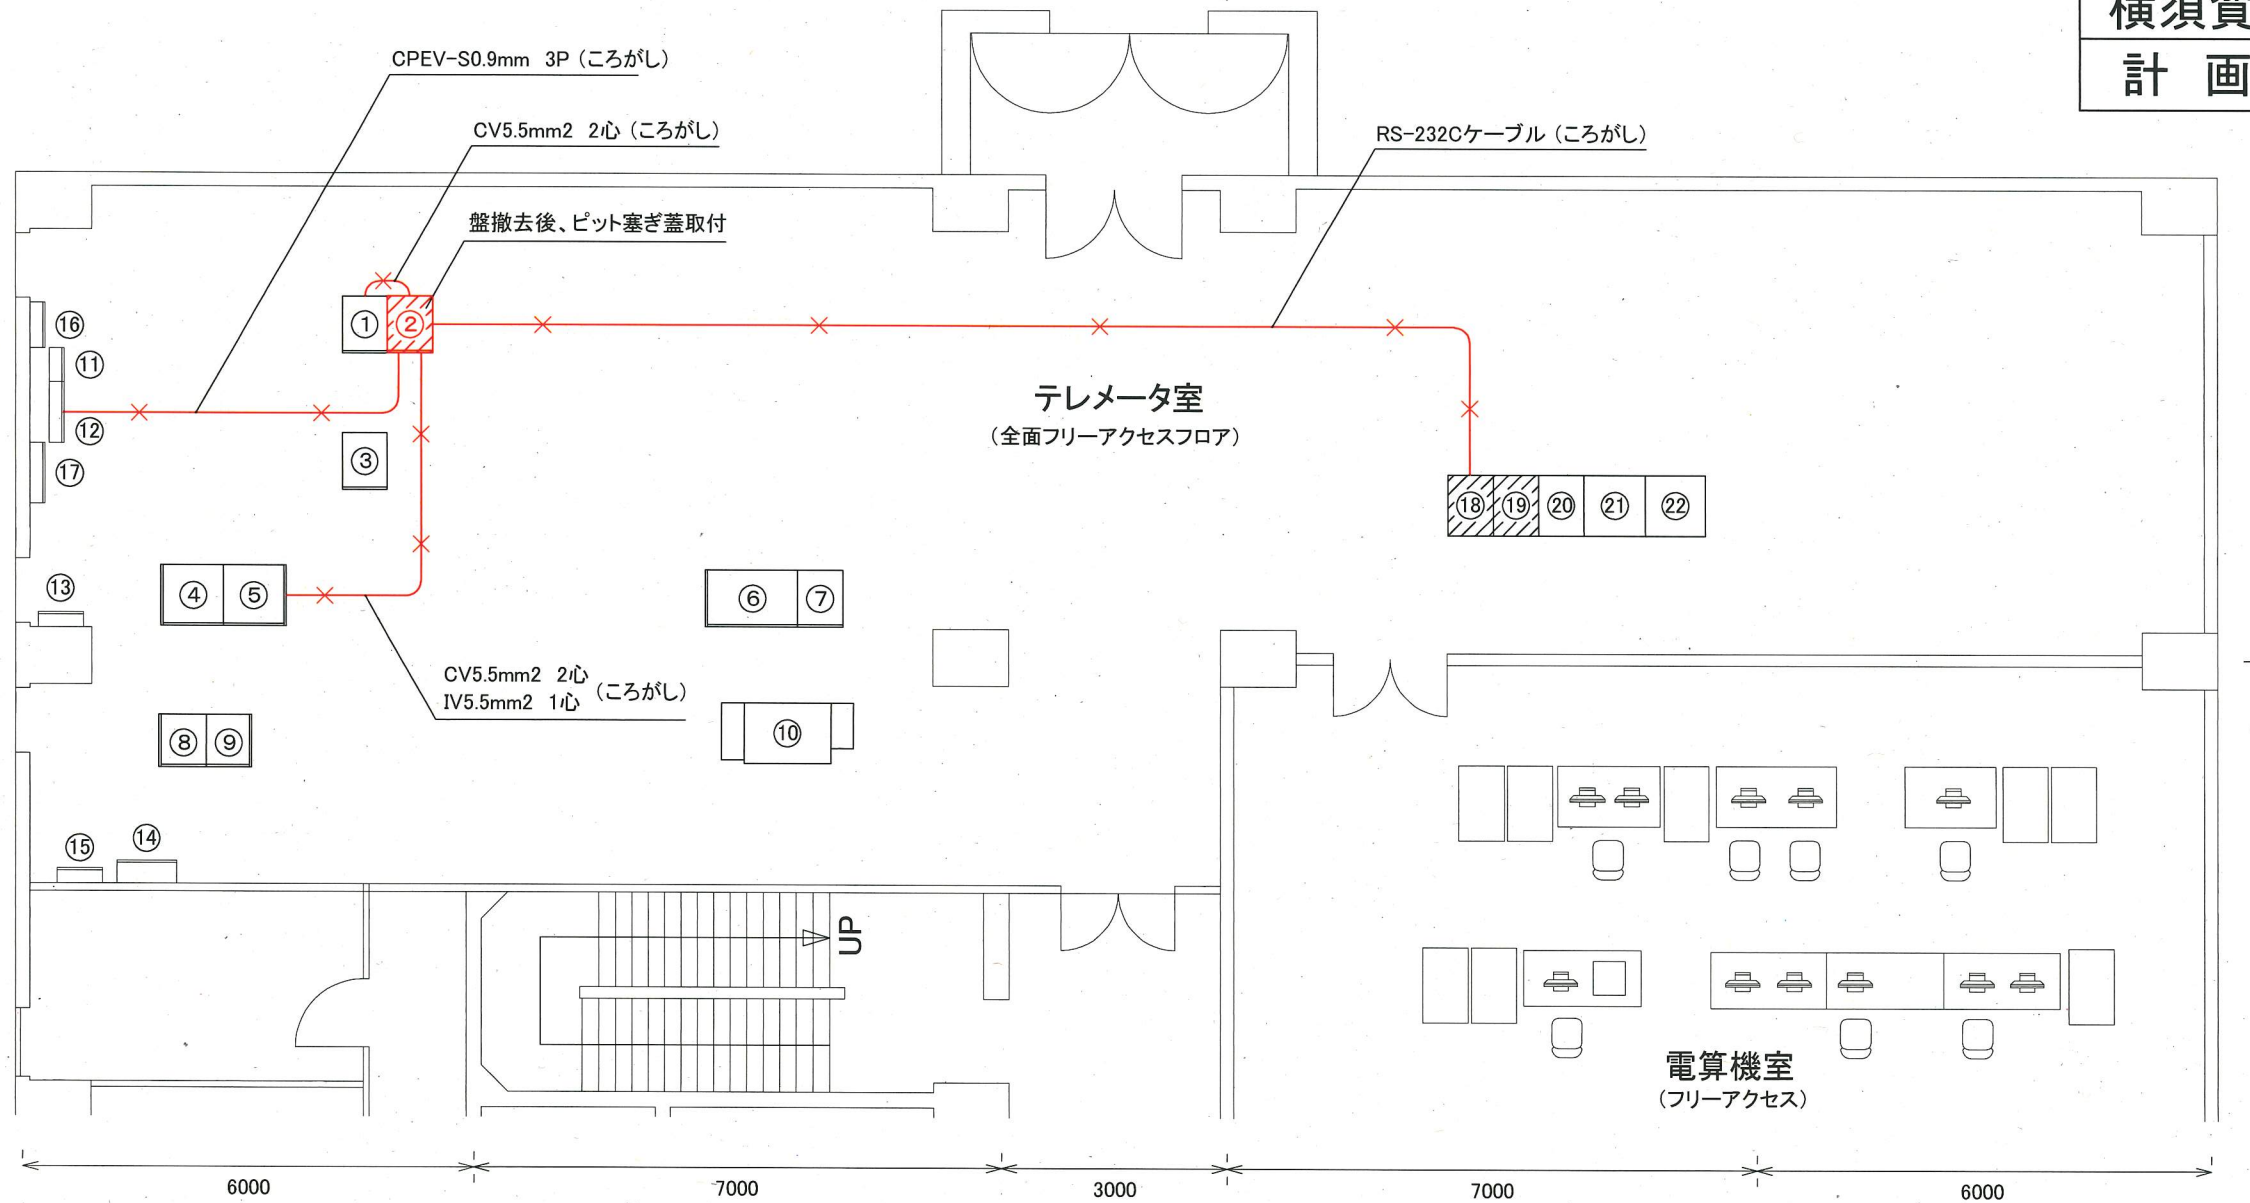 横須賀
計 画
CPEV-S0.9mm 3P (ころがし)
CV5.5mm2 2心 (ころがし)
RS-232Cケーブル (ころがし)
盤撤去後、ピット塞ぎ蓋取付
⑯
①
②
⑪
テレメータ室
(全面フリーアクセスフロア)
⑫
③
⑰
⑱
⑲
⑳
㉑
㉒
⑬
④
⑤
⑥
⑦
CV5.5mm2 2心
IV5.5mm2 1心 (ころがし)
⑧
⑨
⑩
⑮
⑭
UP
電算機室
(フリーアクセス)
6000
7000
3000
7000
6000